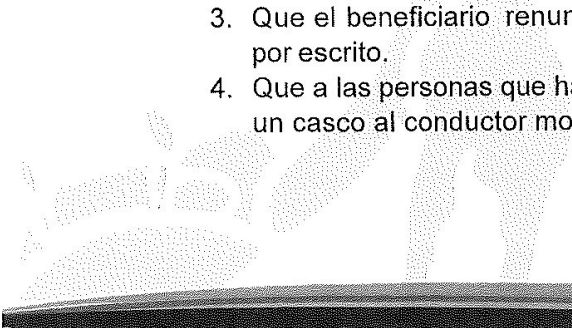 3. Que el beneficiario
por escrito.
4. Que a las personas que
un casco al conductor